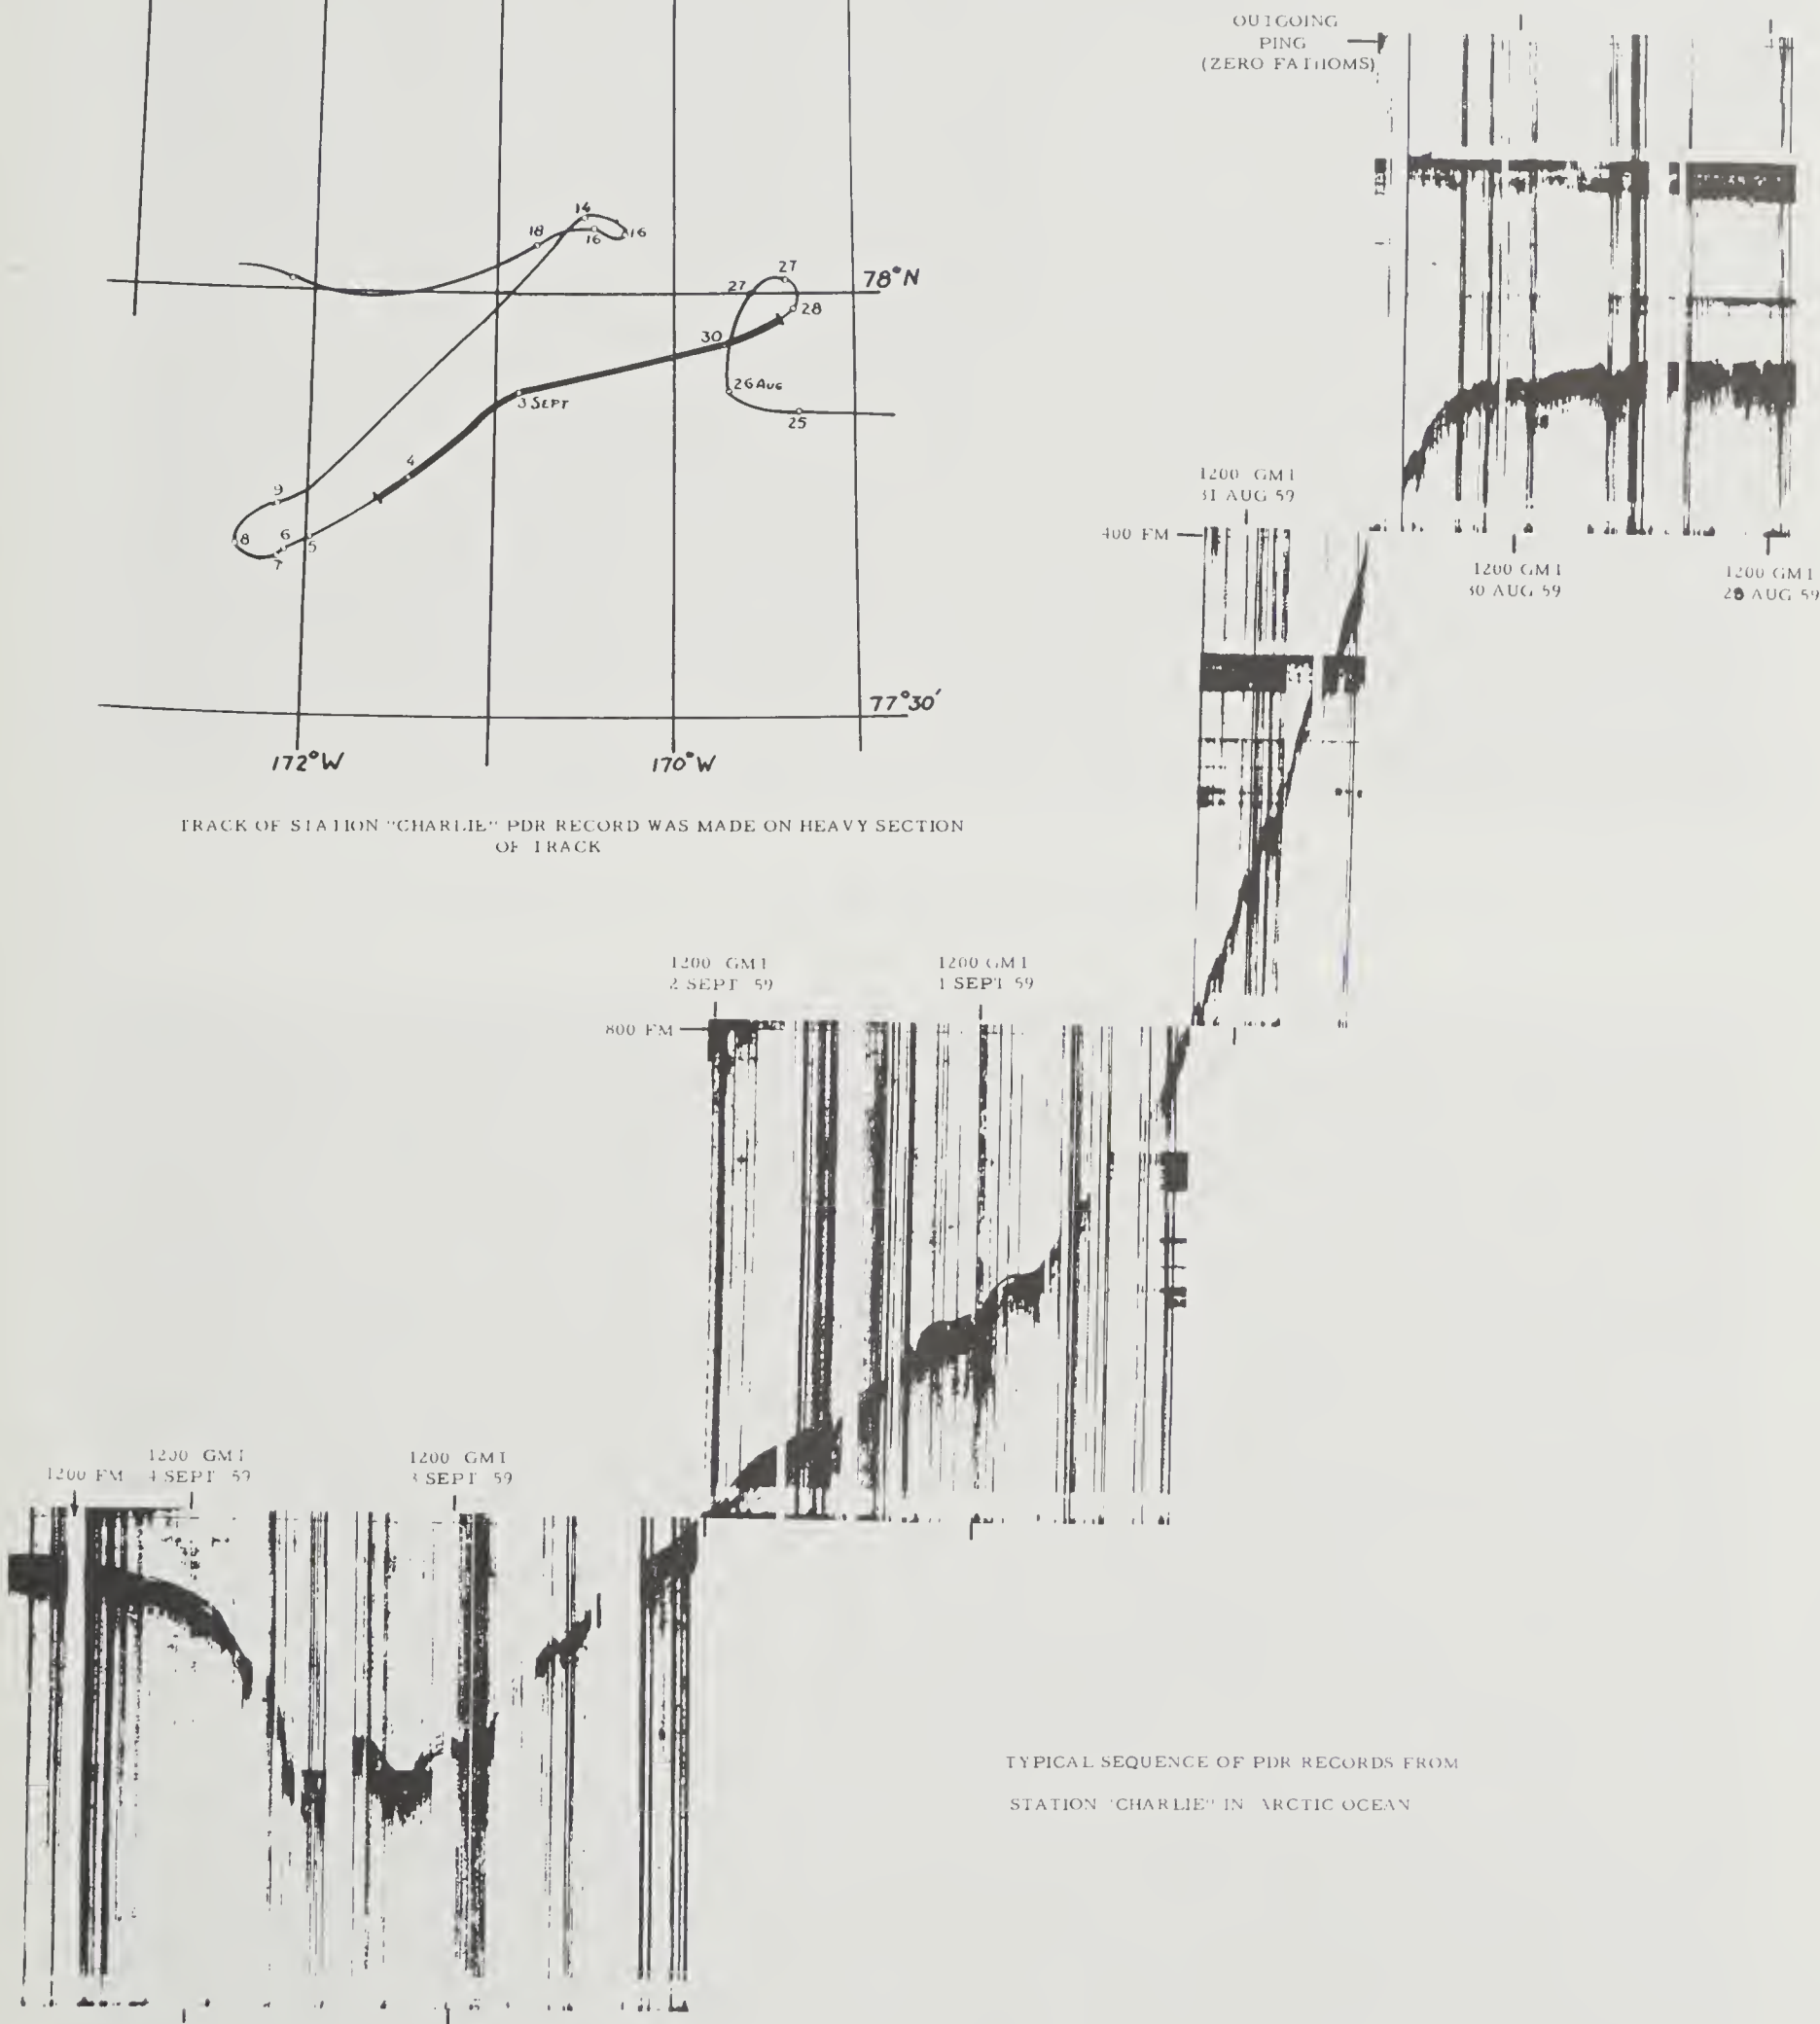 OUTGOING
PING
(ZERO FATHOMS)
14
18
16
16
27
27
78°N
28
30
26 AUG
3 SEPT
25
4
9
8
6
5
7
77°30'
172°W
170°W
TRACK OF STATION "CHARLIE" PDR RECORD WAS MADE ON HEAVY SECTION
OF TRACK
1200 GMT
31 AUG 59
400 FM
1200 GMT
30 AUG 59
1200 GMT
AUG 59
1200 GMT
2 SEPT 59
1200 GMT
1 SEPT 59
800 FM
1200 FM
1200 GMT
4 SEPT 59
1200 GMT
3 SEPT 59
TYPICAL SEQUENCE OF PDR RECORDS FROM
STATION "CHARLIE" IN ARCTIC OCEAN